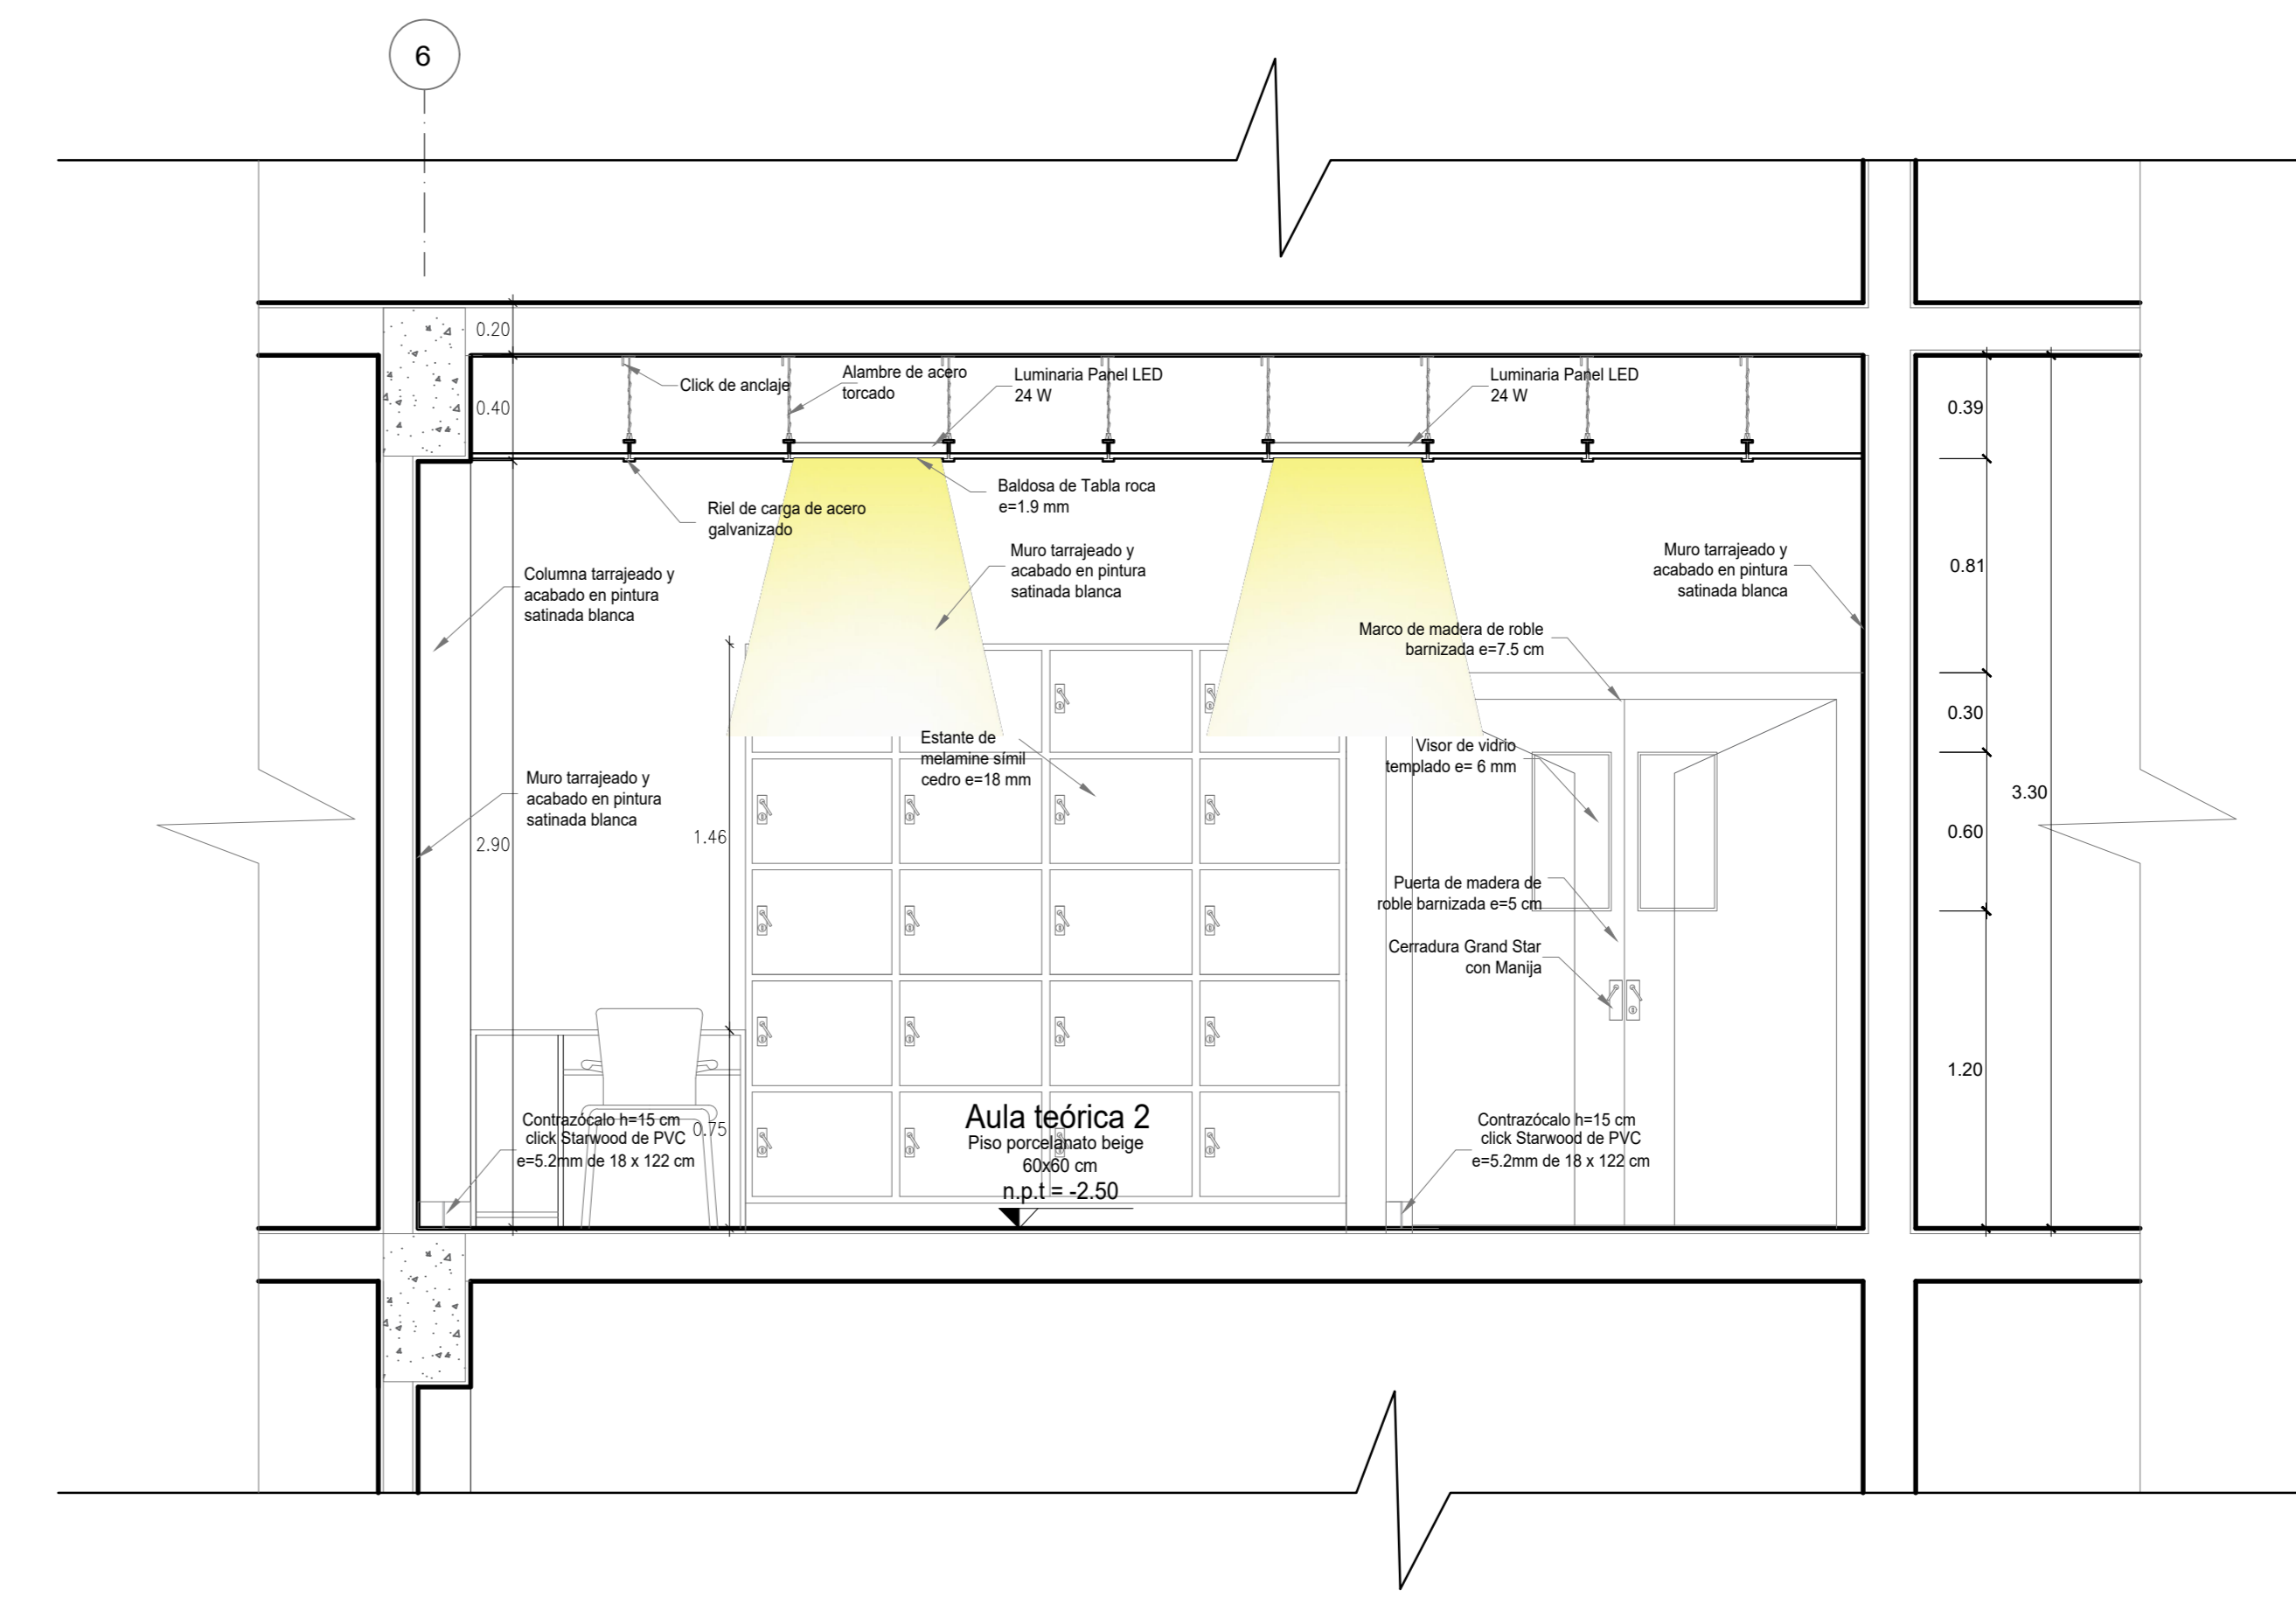 6
0.20
Click de anclaje
Alambre de acero
torcado
Luminaria Panel LED
24 W
Luminaria Panel LED
24 W
0.40
0.39
Riel de carga de acero
galvanizado
Baldosa de Tabla roca
e=1.9 mm
Columna tarrajeado y
acabado en pintura
satinada blanca
Muro tarrajeado y
acabado en pintura
satinada blanca
Muro tarrajeado y
acabado en pintura
satinada blanca
0.81
Marco de madera de roble
barnizada e=7.5 cm
0.30
Estante de
melamine símil
cedro e=18 mm
Visor de vidrio
templado e= 6 mm
Muro tarrajeado y
acabado en pintura
satinada blanca
2.90
1.46
3.30
0.60
Puerta de madera de
roble barnizada e=5 cm
Cerradura Grand Star
con Manija
1.20
Contrazócalo h=15 cm
click Starwood de PVC
e=5.2mm de 18 x 122 cm
0.75
Aula teórica 2
Piso porcelanato beige
60x60 cm
n.p.t = -2.50
Contrazócalo h=15 cm
click Starwood de PVC
e=5.2mm de 18 x 122 cm